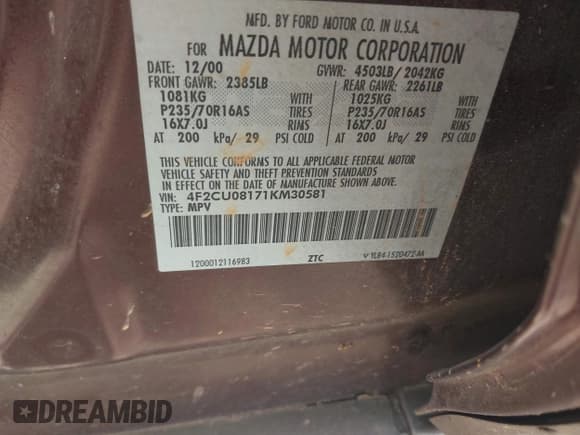 MFD. BY FORD MOTOR CO. IN U.S.A.
FOR MAZDA MOTOR CORPORATION
DATE: 12/00 GVWR: 4503LB/ 2042KG
FRONT GAWR: 2385LB REAR GAWR: 2261LB
1081KG WITH 1025KG WITH
P235/70R16AS TIRES P235/70R16AS TIRES
16X7.0J RIMS 16X7.0J RIMS
AT 200 kPa/ 29 PSI COLD AT 200 kPa/ 29 PSI COLD
THIS VEHICLE CONFORMS TO ALL APPLICABLE FEDERAL MOTOR
VEHICLE SAFETY AND THEFT PREVENTION STANDARDS
IN EFFECT ON THE DATE OF MANUFACTURE SHOWN ABOVE.
VIN: 4F2CU08171KM30581
TYPE: MPV
1200012116983 ZTC V YL84-1520472-AA
DREAMBID